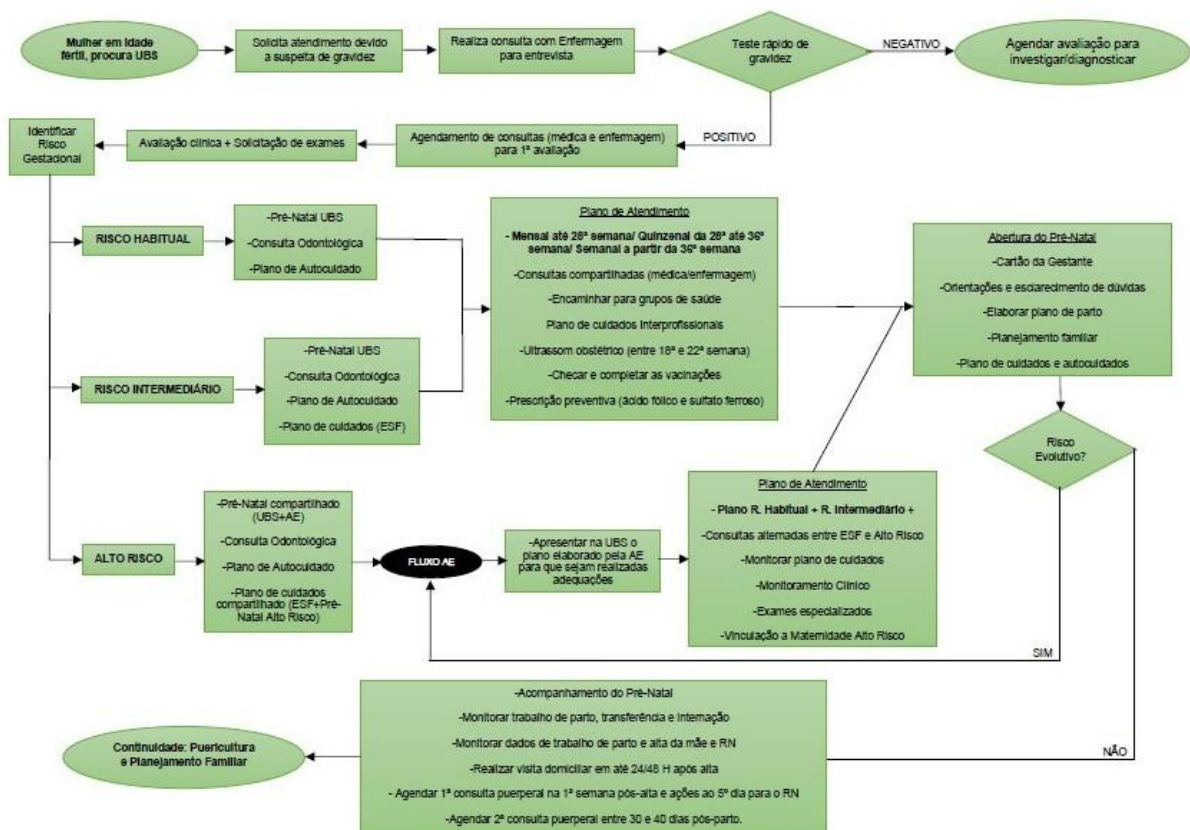 Mulher em Idade
fértil, procura UBS
Solicita atendimento devido
a suspeita de gravidez
Realiza consulta com Enfermagem
para entrevista
Teste rápido de
gravidez
NEGATIVO
Agendar avaliação para
investigar/diagnosticar
POSITIVO
Agendamento de consultas (médica e enfermagem)
para 1ª avaliação
Avaliação clínica + Solicitação de exames
Identificar
Risco
Gestacional
RISCO HABITUAL
-Pré-Natal UBS
-Consulta Odontológica
-Plano de Autocuidado
RISCO INTERMEDIÁRIO
-Pré-Natal UBS
-Consulta Odontológica
-Plano de Autocuidado
-Plano de cuidados (ESF)
Plano de Atendimento
- Mensal até 28ª semana/ Quinzenal da 28ª até 36ª
semana/ Semanal a partir da 36ª semana
-Consultas compartilhadas (médica/enfermagem)
-Encaminhar para grupos de saúde
Plano de cuidados Interprofissionais
-Ultrassom obstétrico (entre 18ª e 22ª semana)
-Checar e completar as vacinações
-Prescrição preventiva (ácido fólico e sulfato ferroso)
Abertura do Pré-Natal
-Cartão da Gestante
-Orientações e esclarecimento de dúvidas
-Elaborar plano de parto
-Planejamento familiar
-Plano de cuidados e autocuidados
Risco
Evolutivo?
ALTO RISCO
-Pré-Natal compartilhado
(UBS+AE)
-Consulta Odontológica
-Plano de Autocuidado
-Plano de cuidados
compartilhado (ESF+Pré-
Natal Alto Risco)
FLUXO AE
-Apresentar na UBS o
plano elaborado pela AE
para que sejam realizadas
adequações
Plano de Atendimento
- Plano R. Habitual + R. Intermediário +
-Consultas alternadas entre ESF e Alto Risco
-Monitorar plano de cuidados
-Monitoramento Clínico
-Exames especializados
-Vinculação a Maternidade Alto Risco
SIM
NÃO
-Acompanhamento do Pré-Natal
-Monitorar trabalho de parto, transferência e Internação
-Monitorar dados de trabalho de parto e alta da mãe e RN
-Realizar visita domiciliar em até 24/48 H após alta
- Agendar 1ª consulta puerperal na 1ª semana pós-alta e ações ao 5º dia para o RN
-Agendar 2ª consulta puerperal entre 30 e 40 dias pós-parto.
Continuidade: Puericultura
e Planejamento Familiar